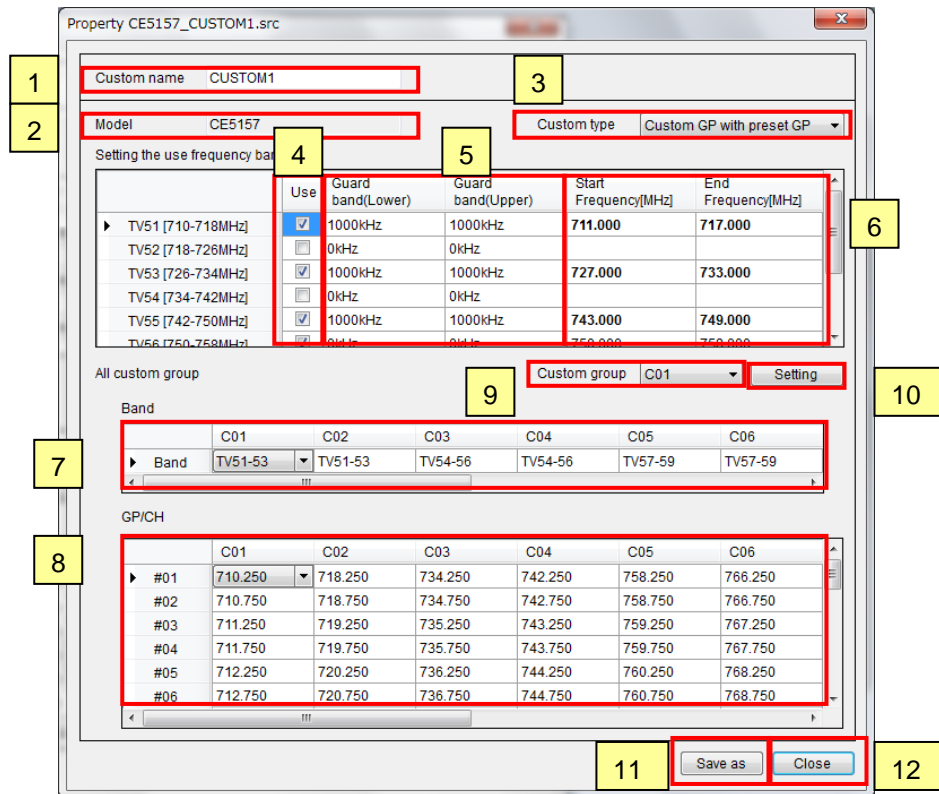 Property CE5157_CUSTOM1.src
1
Custom name CUSTOM1
3
2
Model CE5157
Custom type Custom GP with preset GP
Setting the use frequency ban
4
5
Use Guard band(Lower) Guard band(Upper) Start Frequency[MHz] End Frequency[MHz]
6
TV51 [710-718MHz] 1000kHz 1000kHz 711.000 717.000
TV52 [718-726MHz] 0kHz 0kHz
TV53 [726-734MHz] 1000kHz 1000kHz 727.000 733.000
TV54 [734-742MHz] 0kHz 0kHz
TV55 [742-750MHz] 1000kHz 1000kHz 743.000 749.000
TV56 [750-758MHz] 0kHz 0kHz 750.000 758.000
All custom group
9
Custom group C01
Setting
10
Band
7
C01 C02 C03 C04 C05 C06
Band TV51-53 TV51-53 TV54-56 TV54-56 TV57-59 TV57-59
GP/CH
8
C01 C02 C03 C04 C05 C06
#01 710.250 718.250 734.250 742.250 758.250 766.250
#02 710.750 718.750 734.750 742.750 758.750 766.750
#03 711.250 719.250 735.250 743.250 759.250 767.250
#04 711.750 719.750 735.750 743.750 759.750 767.750
#05 712.250 720.250 736.250 744.250 760.250 768.250
#06 712.750 720.750 736.750 744.750 760.750 768.750
11
Save as
Close
12